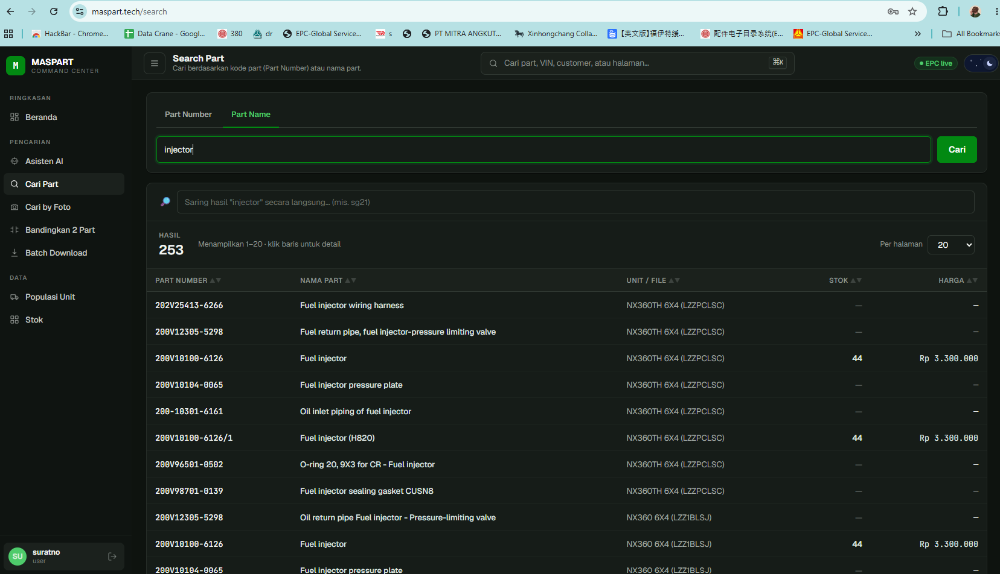 maspart.tech/search
HackBar - Chrome...
Data Crane - Googl...
380
dr
EPC-Global Service...
s
PT MITRA ANGKUT...
Xinhongchang Colla...
【英文版】福伊特缓...
配件电子目录系统(E...
EPC-Global Service...
»
All Bookmarks
M
MASPART
COMMAND CENTER
Search Part
Cari berdasarkan kode part (Part Number) atau nama part.
Cari part, VIN, customer, atau halaman...
⌘K
EPC live
RINGKASAN
Beranda
PENCARIAN
Asisten AI
Cari Part
Cari by Foto
Bandingkan 2 Part
Batch Download
DATA
Populasi Unit
Stok
SU
suratno
user
Part Number Part Name
injector
Cari
Saring hasil "injector" secara langsung... (mis. sg21)
HASIL
253
Menampilkan 1–20 · klik baris untuk detail
Per halaman 20
PART NUMBER ▲▼ NAMA PART ▲▼ UNIT / FILE ▲▼ STOK ▲▼ HARGA ▲▼
202V25413-6266 Fuel injector wiring harness NX360TH 6X4 (LZZPCLSC) — —
200V12305-5298 Fuel return pipe, fuel injector-pressure limiting valve NX360TH 6X4 (LZZPCLSC) — —
200V10100-6126 Fuel injector NX360TH 6X4 (LZZPCLSC) 44 Rp 3.300.000
200V10104-0065 Fuel injector pressure plate NX360TH 6X4 (LZZPCLSC) — —
200-10301-6161 Oil inlet piping of fuel injector NX360TH 6X4 (LZZPCLSC) — —
200V10100-6126/1 Fuel injector (H820) NX360TH 6X4 (LZZPCLSC) 44 Rp 3.300.000
200V96501-0502 O-ring 20, 9X3 for CR - Fuel injector NX360TH 6X4 (LZZPCLSC) — —
200V98701-0139 Fuel injector sealing gasket CUSN8 NX360TH 6X4 (LZZPCLSC) — —
200V12305-5298 Oil return pipe Fuel injector - Pressure-limiting valve NX360 6X4 (LZZ1BLSJ) — —
200V10100-6126 Fuel injector NX360 6X4 (LZZ1BLSJ) 44 Rp 3.300.000
200V10104-0065 Fuel injector pressure plate NX360 6X4 (LZZ1BLSJ) — —